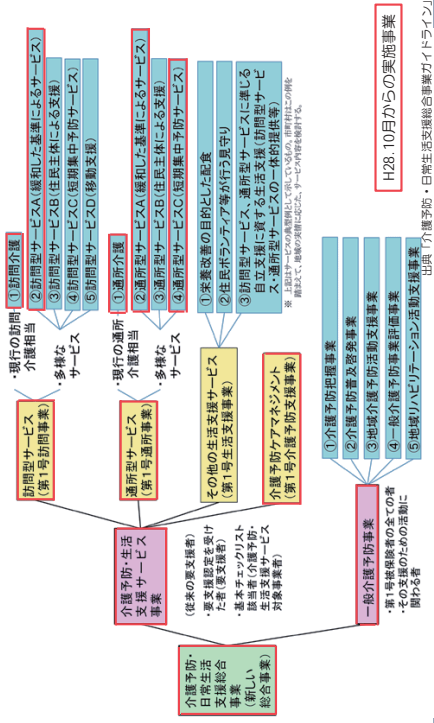 介護予防・
日常生活
支援総合
事業
（新しい
総合事業）
介護予防・生活
支援サービス
事業
（従来の要支援者）
・要支援認定を受け
た者（要支援者）
・基本チェックリスト
該当者（介護予防・
生活支援サービス
対象事業者）
一般介護予防事業
・第1号被保険者の全ての者
・その支援のための活動に
関わる者
訪問型サービス
（第1号訪問事業）
・現行の訪問
介護相当
・多様な
サービス
①訪問介護
②訪問型サービスA（緩和した基準によるサービス）
③訪問型サービスB（住民主体による支援）
④訪問型サービスC（短期集中予防サービス）
⑤訪問型サービスD（移動支援）
通所型サービス
（第1号通所事業）
・現行の通所
介護相当
・多様な
サービス
①通所介護
②通所型サービスA（緩和した基準によるサービス）
③通所型サービスB（住民主体による支援）
④通所型サービスC（短期集中予防サービス）
その他の生活支援サービス
（第1号生活支援事業）
①栄養改善の目的とした配食
②住民ボランティア等が行う見守り
③訪問型サービス、通所型サービスに準じる
自立支援に資する生活支援（訪問型サービ
ス・通所型サービスの一体的提供等）
介護予防ケアマネジメント
（第1号介護予防支援事業）
※ 上記はサービスの典型例として示しているもの。市町村はこの例を
踏まえて、地域の実情に応じた、サービス内容を検討する。
①介護予防把握事業
②介護予防普及啓発事業
③地域介護予防活動支援事業
④一般介護予防事業評価事業
⑤地域リハビリテーション活動支援事業
H28.10月からの実施事業
出典「介護予防・日常生活支援総合事業ガイドライン」